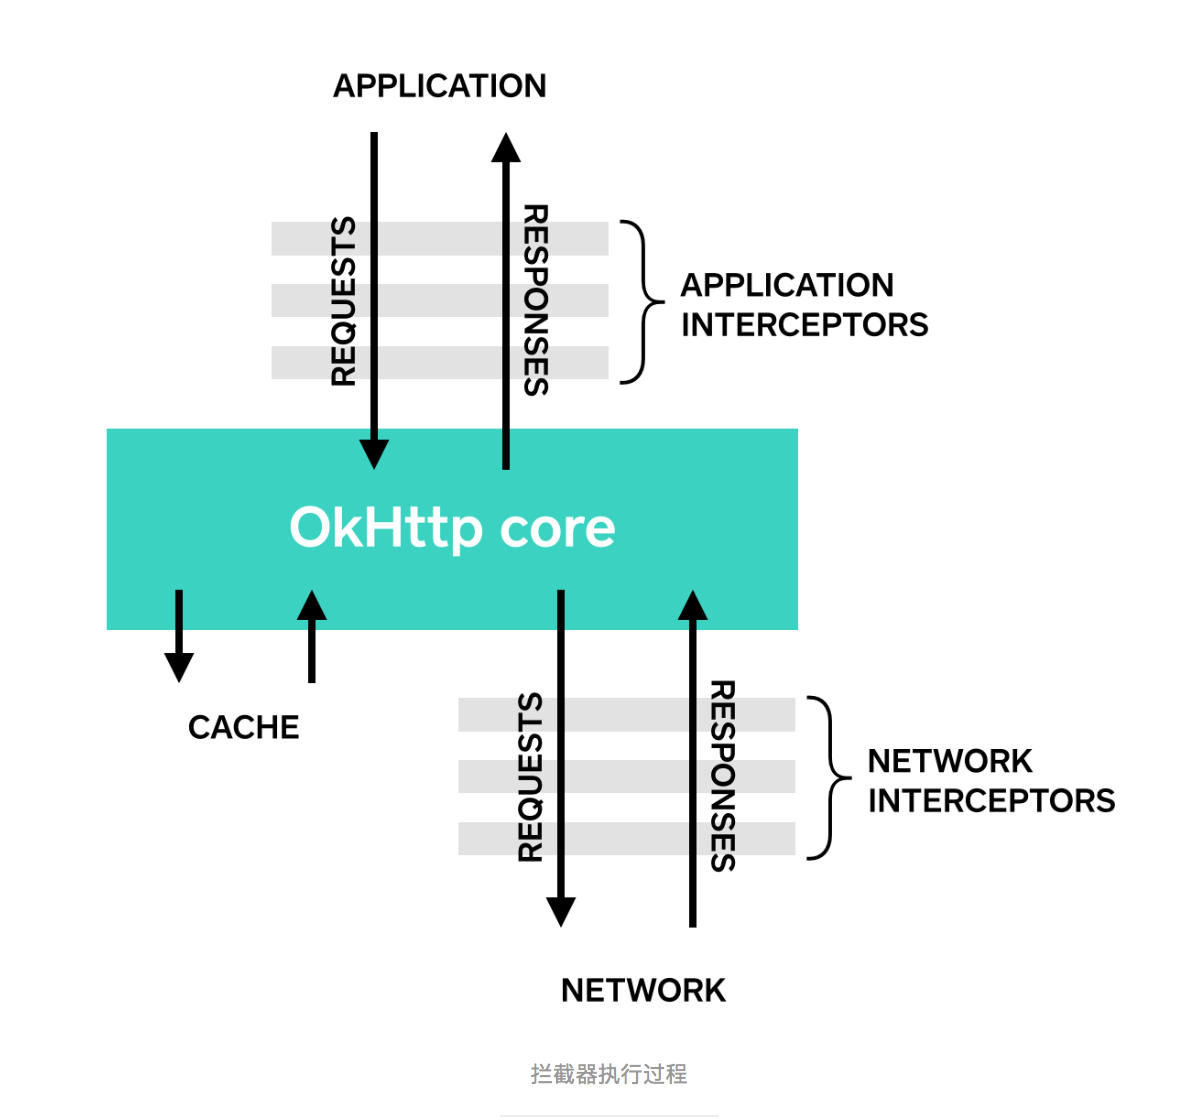 APPLICATION
REQUESTS
RESPONSES
APPLICATION
INTERCEPTORS
OkHttp core
CACHE
REQUESTS
RESPONSES
NETWORK
INTERCEPTORS
NETWORK
拦截器执行过程